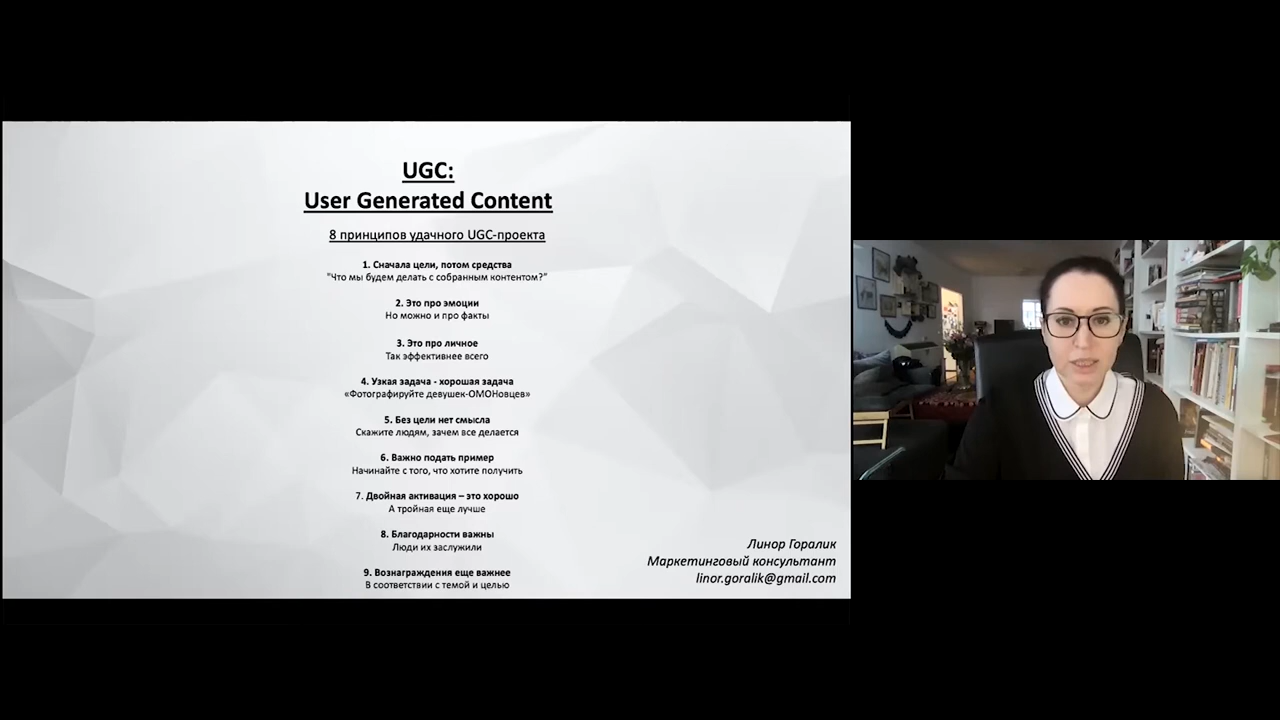 UGC:
User Generated Content
8 принципов удачного UGC-проекта
1. Сначала цели, потом средства
"Что мы будем делать с собранным контентом?"
2. Это про эмоции
Но можно и про факты
3. Это про личное
Так эффективнее всего
4. Узкая задача - хорошая задача
«Фотографируйте девушек-ОМОНовцев»
5. Без цели нет смысла
Скажите людям, зачем все делается
6. Важно подать пример
Начинайте с того, что хотите получить
7. Двойная активация – это хорошо
А тройная еще лучше
8. Благодарности важны
Люди их заслужили
9. Вознаграждения еще важнее
В соответствии с темой и целью
Линор Горалик
Маркетинговый консультант
linor.goralik@gmail.com